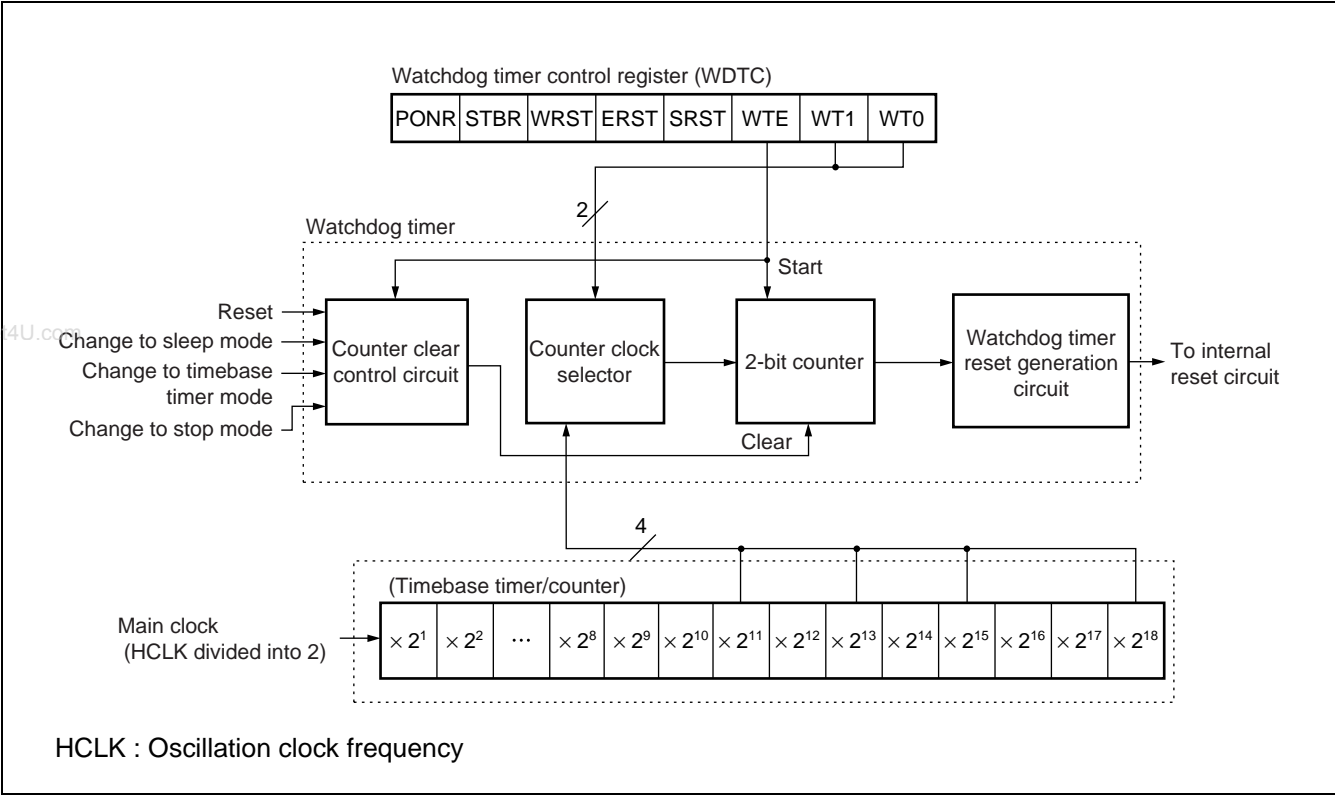 Watchdog timer control register (WDTC)
PONR STBR WRST ERST SRST WTE WT1 WT0
2
Watchdog timer
Start
Reset
Change to sleep mode
Change to timebase
timer mode
Change to stop mode
Counter clear
control circuit
Counter clock
selector
2-bit counter
Watchdog timer
reset generation
circuit
To internal
reset circuit
Clear
t4U.com
4
(Timebase timer/counter)
Main clock
(HCLK divided into 2)
× 2¹ × 2² ... × 2⁸ × 2⁹ × 2¹⁰ × 2¹¹ × 2¹² × 2¹³ × 2¹⁴ × 2¹⁵ × 2¹⁶ × 2¹⁷ × 2¹⁸
HCLK : Oscillation clock frequency